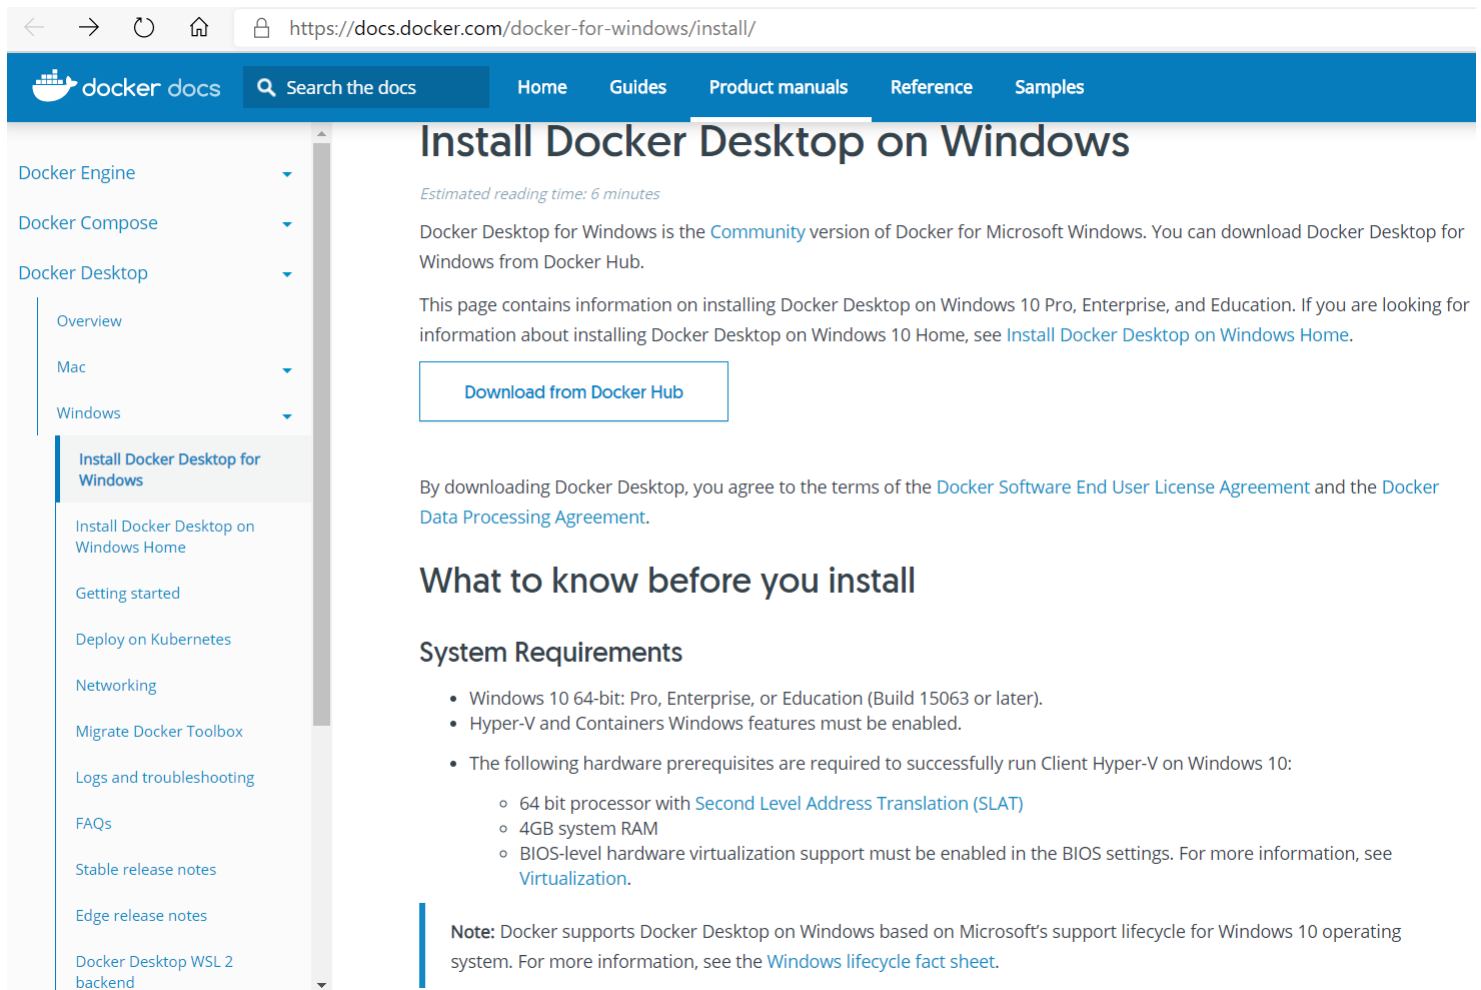 https://docs.docker.com/docker-for-windows/install/
docker docs
Search the docs
Home
Guides
Product manuals
Reference
Samples
Docker Engine
Docker Compose
Docker Desktop
Overview
Mac
Windows
Install Docker Desktop for
Windows
Install Docker Desktop on
Windows Home
Getting started
Deploy on Kubernetes
Networking
Migrate Docker Toolbox
Logs and troubleshooting
FAQs
Stable release notes
Edge release notes
Docker Desktop WSL 2
backend
Install Docker Desktop on Windows
Estimated reading time: 6 minutes
Docker Desktop for Windows is the Community version of Docker for Microsoft Windows. You can download Docker Desktop for
Windows from Docker Hub.
This page contains information on installing Docker Desktop on Windows 10 Pro, Enterprise, and Education. If you are looking for
information about installing Docker Desktop on Windows 10 Home, see Install Docker Desktop on Windows Home.
Download from Docker Hub
By downloading Docker Desktop, you agree to the terms of the Docker Software End User License Agreement and the Docker
Data Processing Agreement.
What to know before you install
System Requirements
• Windows 10 64-bit: Pro, Enterprise, or Education (Build 15063 or later).
• Hyper-V and Containers Windows features must be enabled.
• The following hardware prerequisites are required to successfully run Client Hyper-V on Windows 10:
◦ 64 bit processor with Second Level Address Translation (SLAT)
◦ 4GB system RAM
◦ BIOS-level hardware virtualization support must be enabled in the BIOS settings. For more information, see
Virtualization.
Note: Docker supports Docker Desktop on Windows based on Microsoft's support lifecycle for Windows 10 operating
system. For more information, see the Windows lifecycle fact sheet.